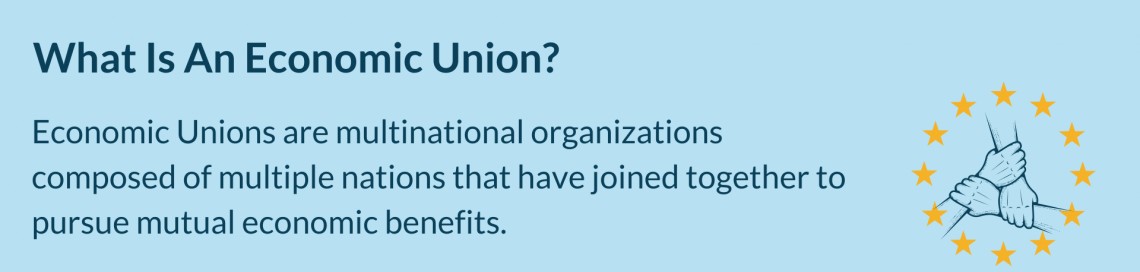 What Is An Economic Union?
Economic Unions are multinational organizations
composed of multiple nations that have joined together to
pursue mutual economic benefits.